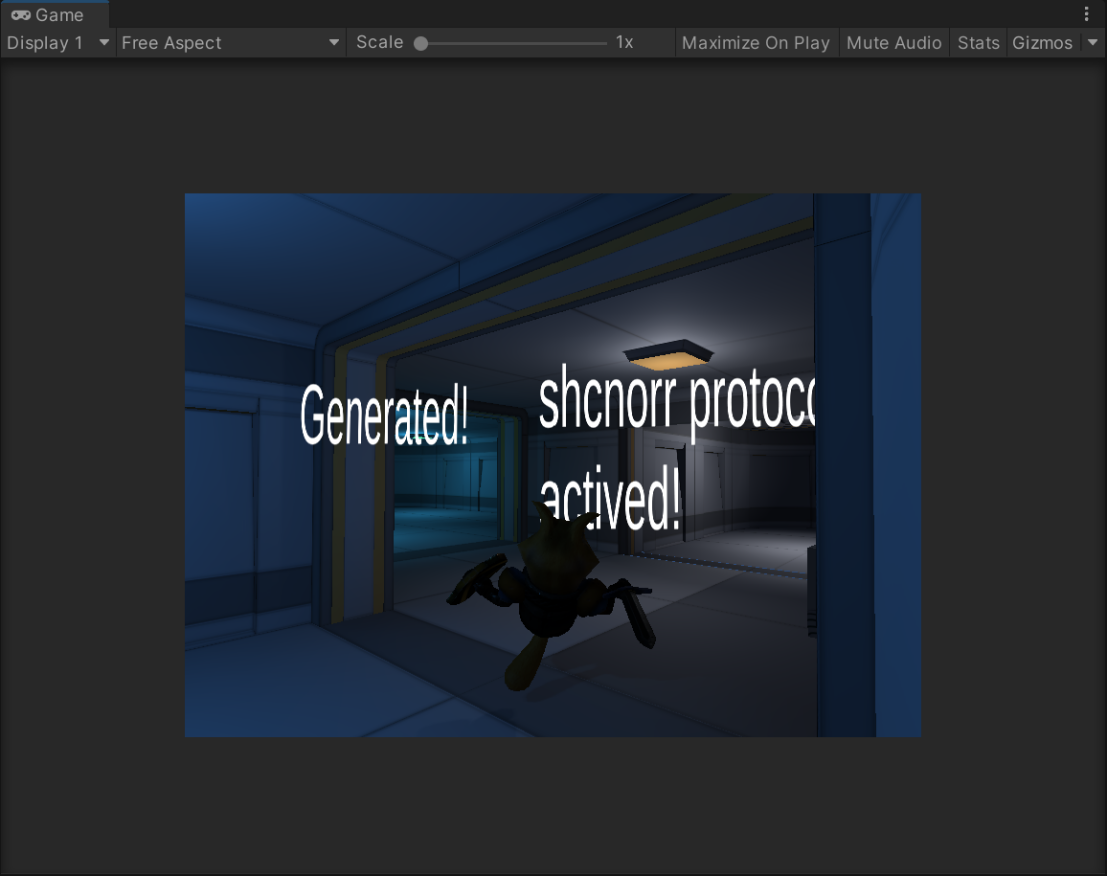 Game
Display 1 Free Aspect Scale 1x Maximize On Play Mute Audio Stats Gizmos
Generated! shcnorr protoco
actived!